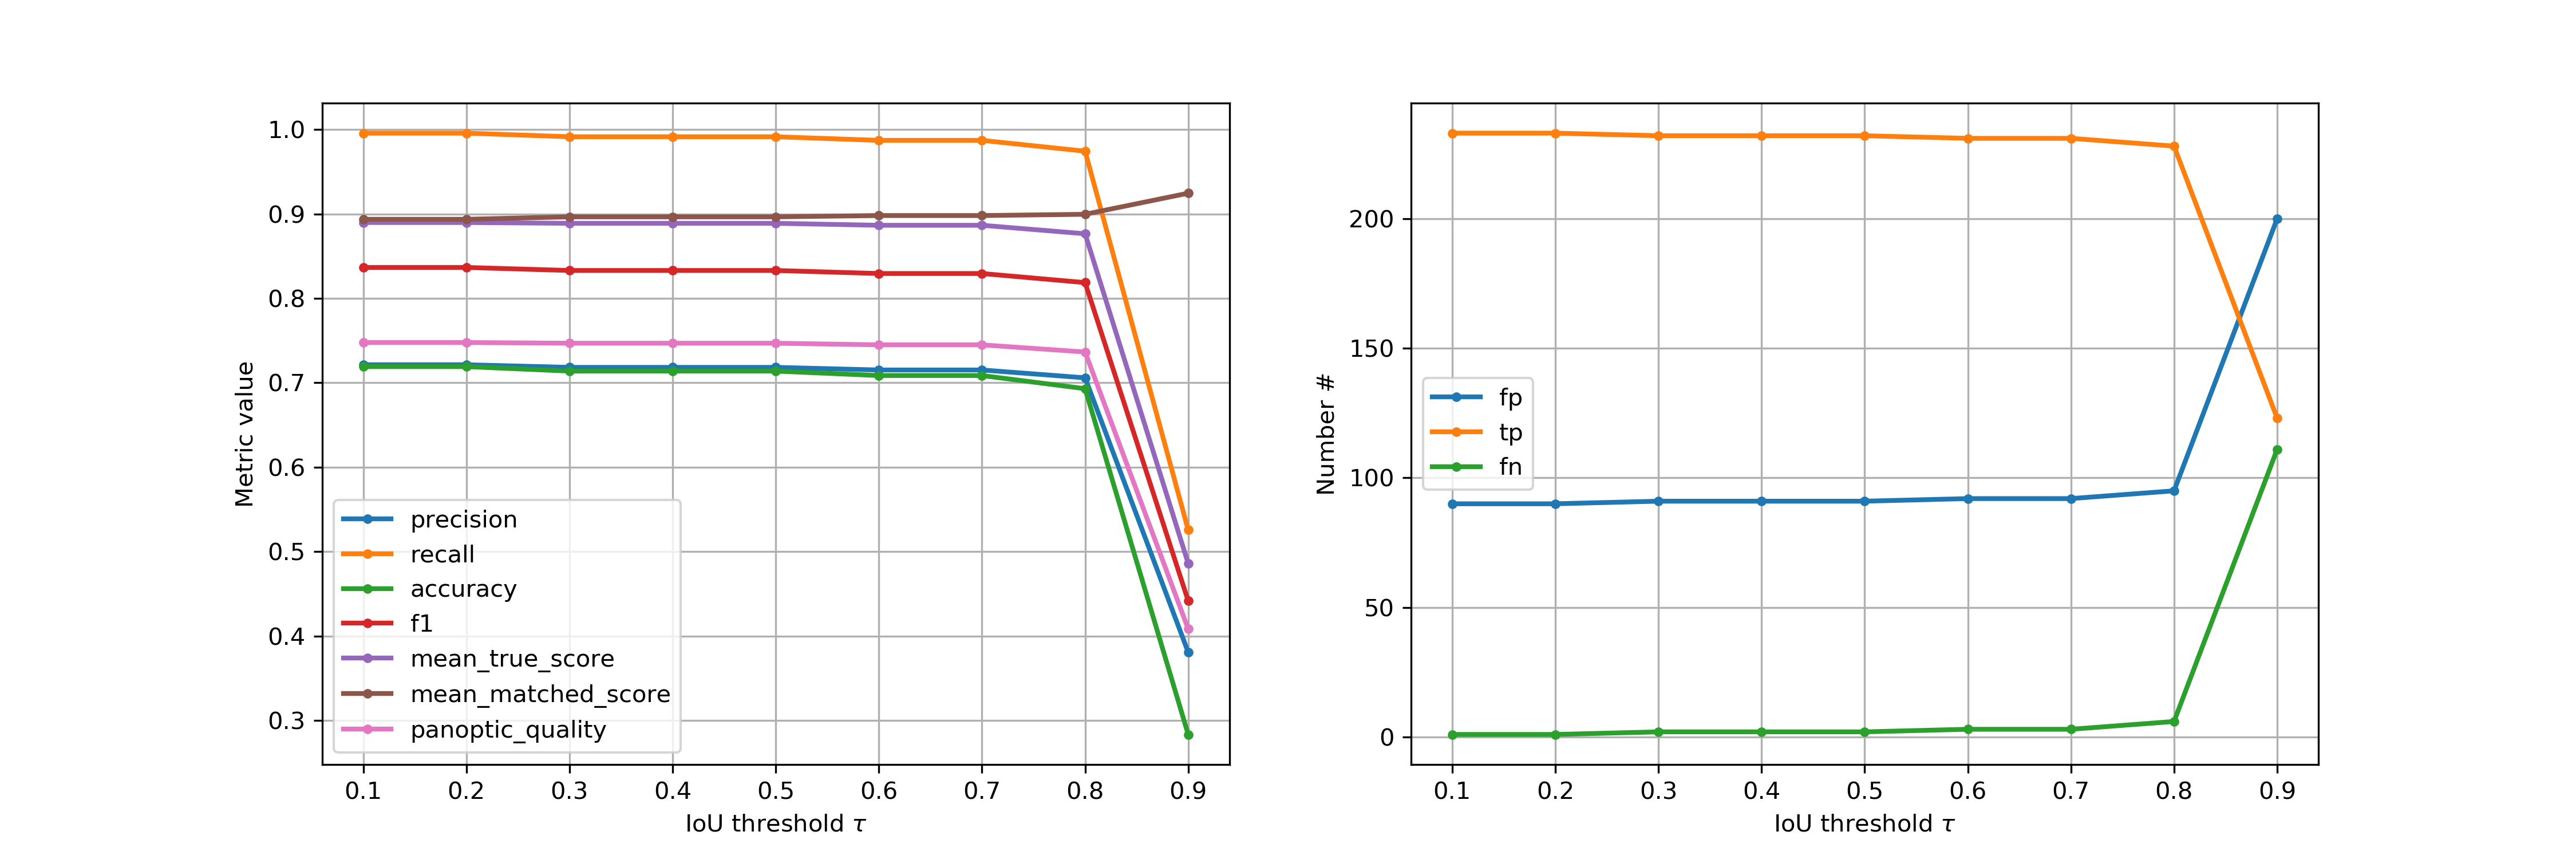 Metric value
1.0
0.9
0.8
0.7
0.6
0.5
0.4
0.3
precision
recall
accuracy
f1
mean_true_score
mean_matched_score
panoptic_quality
0.1 0.2 0.3 0.4 0.5 0.6 0.7 0.8 0.9
IoU threshold τ
Number #
200
150
100
50
0
fp
tp
fn
0.1 0.2 0.3 0.4 0.5 0.6 0.7 0.8 0.9
IoU threshold τ